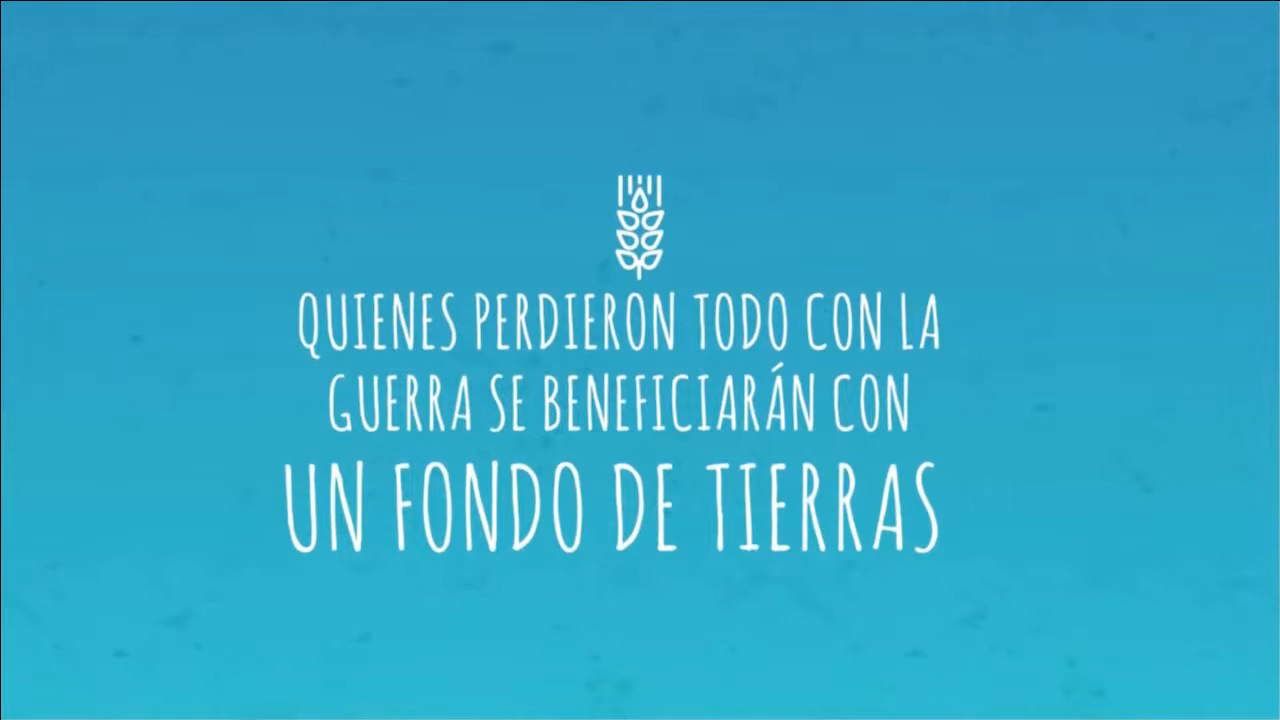 QUIENES PERDIERON TODO CON LA
GUERRA SE BENEFICIARÁN CON
UN FONDO DE TIERRAS